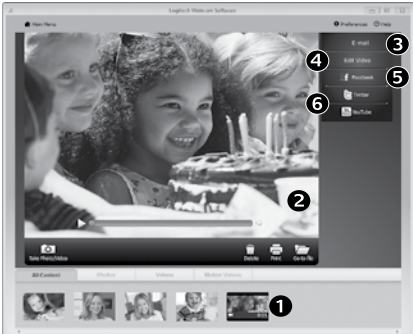 Logitech Webcam Software
Main Menu
Preferences
Help
3
E-mail
4
Edit Video
5
Facebook
6
Twitter
YouTube
2
Take Photo/Video
Delete
Print
Go to file
All Content
Photos
Videos
Motion Videos
1